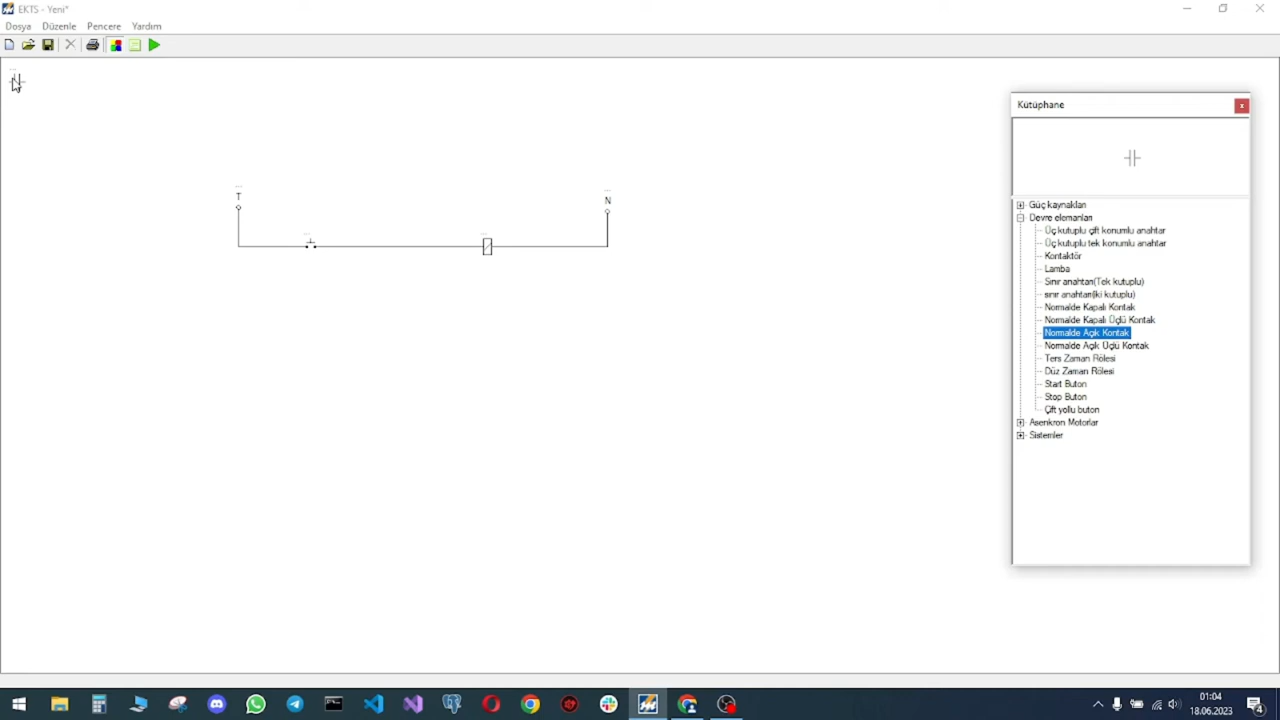 EKTS - Yeni*
Dosya Düzenle Pencere Yardım
Kütüphane
Güç kaynakları
Devre elemanları
Üç kutuplu çift konumlu anahtar
Üç kutuplu tek konumlu anahtar
Kontaktör
Lamba
Sınır anahtarı(Tek kutuplu)
sınır anahtarı(İki kutuplu)
Normalde Kapalı Kontak
Normalde Kapalı Üçlü Kontak
Normalde Açık Kontak
Normalde Açık Üçlü Kontak
Ters Zaman Rölesi
Düz Zaman Rölesi
Start Buton
Stop Buton
Çift yollu buton
Asenkron Motorlar
Sistemler
T
N
01:04
18.06.2023
4